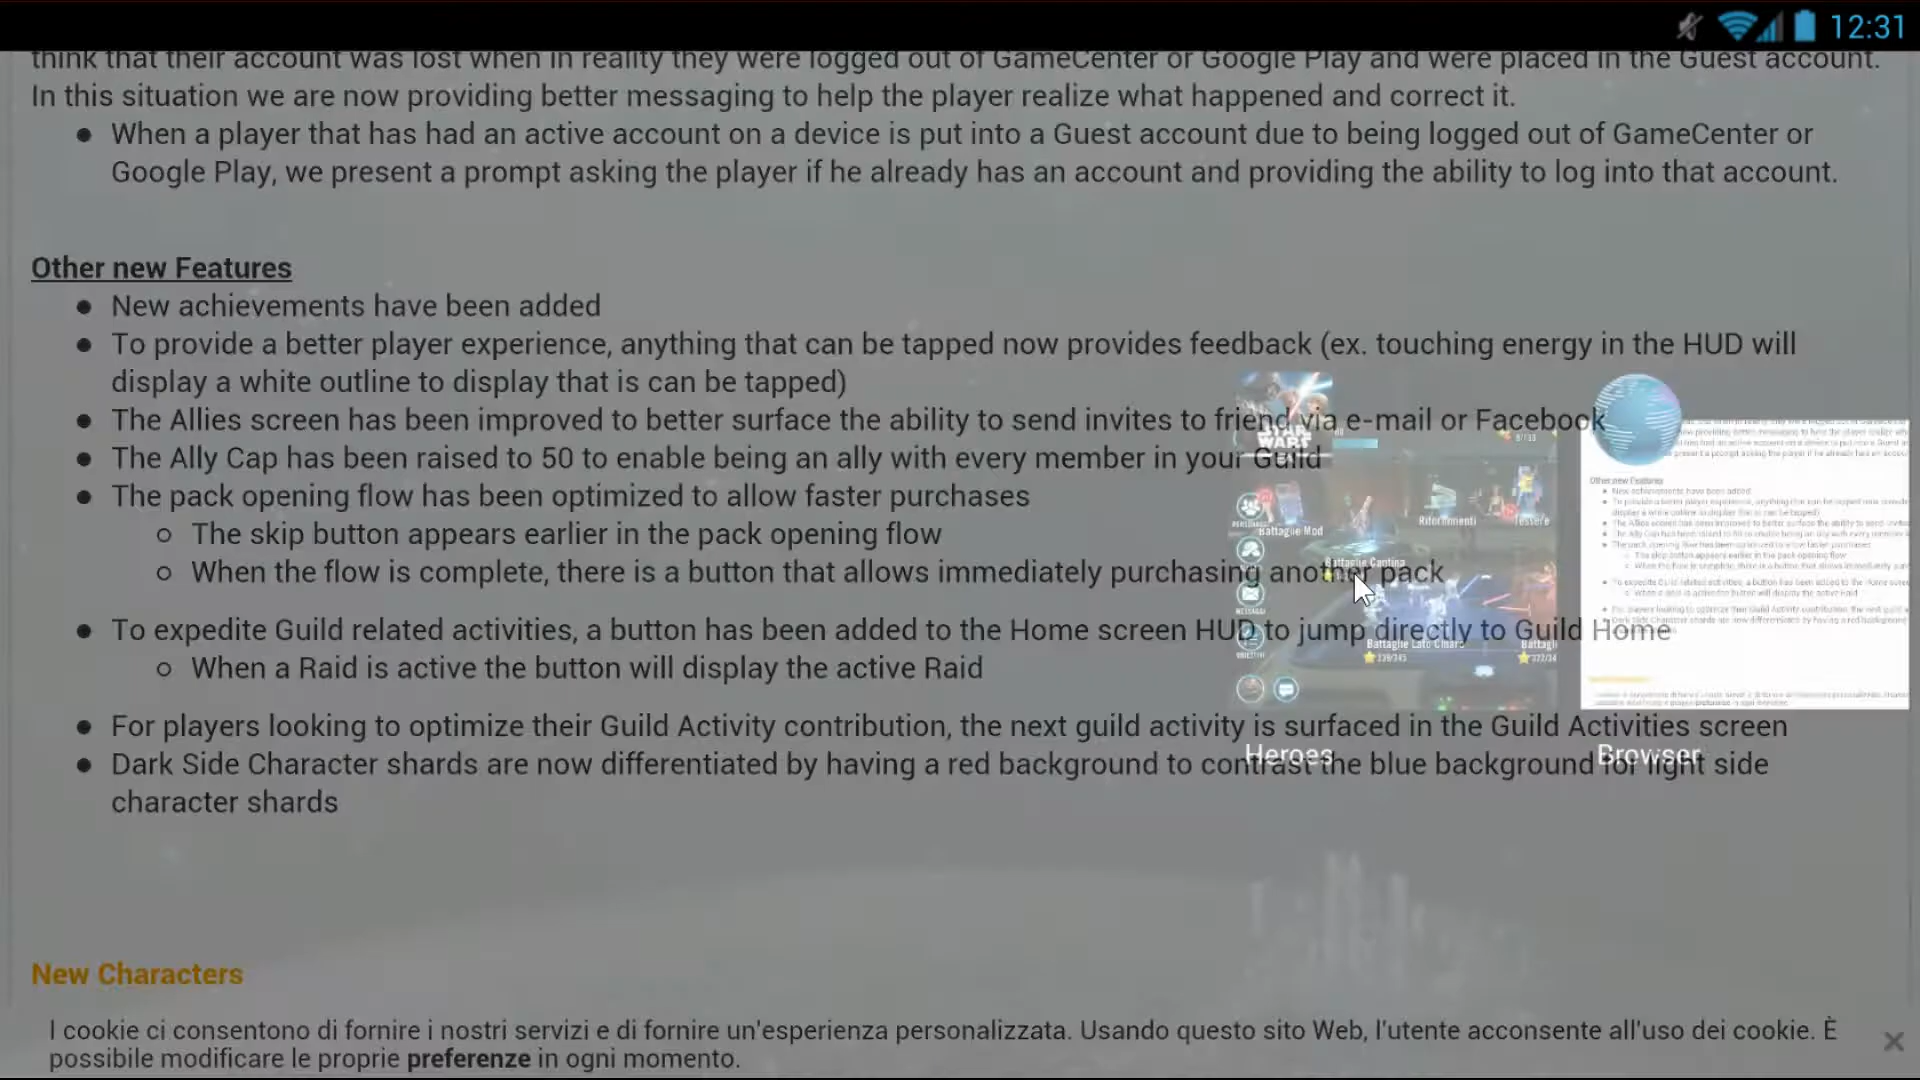 12:31
think that their account was lost when in reality they were logged out of GameCenter or Google Play and were placed in the Guest account.
In this situation we are now providing better messaging to help the player realize what happened and correct it.
● When a player that has had an active account on a device is put into a Guest account due to being logged out of GameCenter or
Google Play, we present a prompt asking the player if he already has an account and providing the ability to log into that account.
Other new Features
● New achievements have been added
● To provide a better player experience, anything that can be tapped now provides feedback (ex. touching energy in the HUD will
display a white outline to display that is can be tapped)
● The Allies screen has been improved to better surface the ability to send invites to friend via e-mail or Facebook
● The Ally Cap has been raised to 50 to enable being an ally with every member in your Guild
● The pack opening flow has been optimized to allow faster purchases
○ The skip button appears earlier in the pack opening flow
○ When the flow is complete, there is a button that allows immediately purchasing another pack
● To expedite Guild related activities, a button has been added to the Home screen HUD to jump directly to Guild Home
○ When a Raid is active the button will display the active Raid
● For players looking to optimize their Guild Activity contribution, the next guild activity is surfaced in the Guild Activities screen
● Dark Side Character shards are now differentiated by having a red background to contrast the blue background for light side
character shards
STAR
WARS
Battaglie Mod
Rifornimenti
Tessere
Battaglie Cantina
Battaglie Lato Chiaro
Battagli
Heroes
Browser
New Characters
I cookie ci consentono di fornire i nostri servizi e di fornire un'esperienza personalizzata. Usando questo sito Web, l'utente acconsente all'uso dei cookie. È
possibile modificare le proprie preferenze in ogni momento.